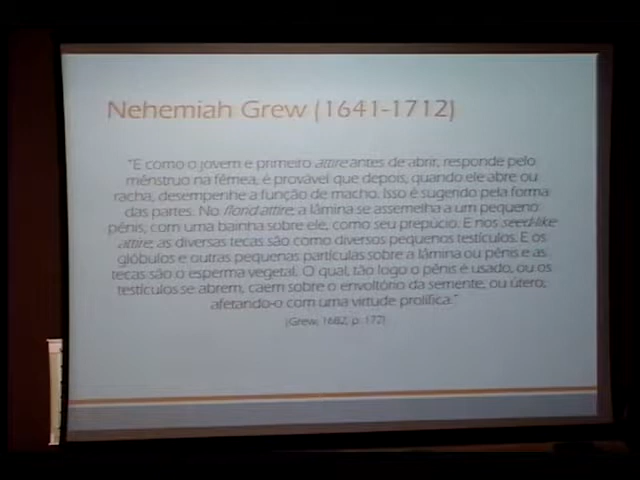 Nehemiah Grew (1641-1712)
"E como o jovem e primeiro attire antes de abrir, responde pelo
mênstruo na fêmea, é provável que depois, quando ele abre ou
racha, desempenhe a função de macho. Isso é sugerido pela forma
das partes. No florid attire, a lâmina se assemelha a um pequeno
pênis, com uma bainha sobre ele, como seu prepúcio. E nos seed-like
attire, as diversas tecas são como diversos pequenos testículos. E os
glóbulos e outras pequenas partículas sobre a lâmina ou pênis e as
tecas são o esperma vegetal. O qual, tão logo o pênis é usado, ou os
testículos se abrem, caem sobre o envoltório da semente, ou útero,
afetando-o com uma virtude prolífica."
(Grew, 1682, p. 172)